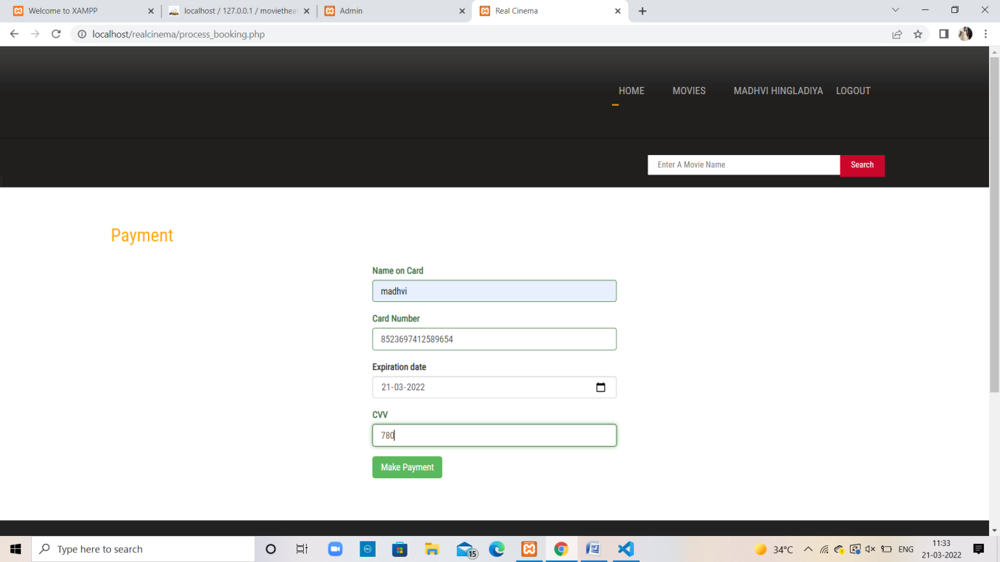 Welcome to XAMPP
localhost / 127.0.0.1 / movietheat
Admin
Real Cinema
localhost/realcinema/process_booking.php
HOME MOVIES MADHVI HINGLADIYA LOGOUT
Enter A Movie Name Search
Payment
Name on Card
madhvi
Card Number
8523697412589654
Expiration date
21-03-2022
CVV
780
Make Payment
Type here to search
15
34°C
ENG
11:33
21-03-2022